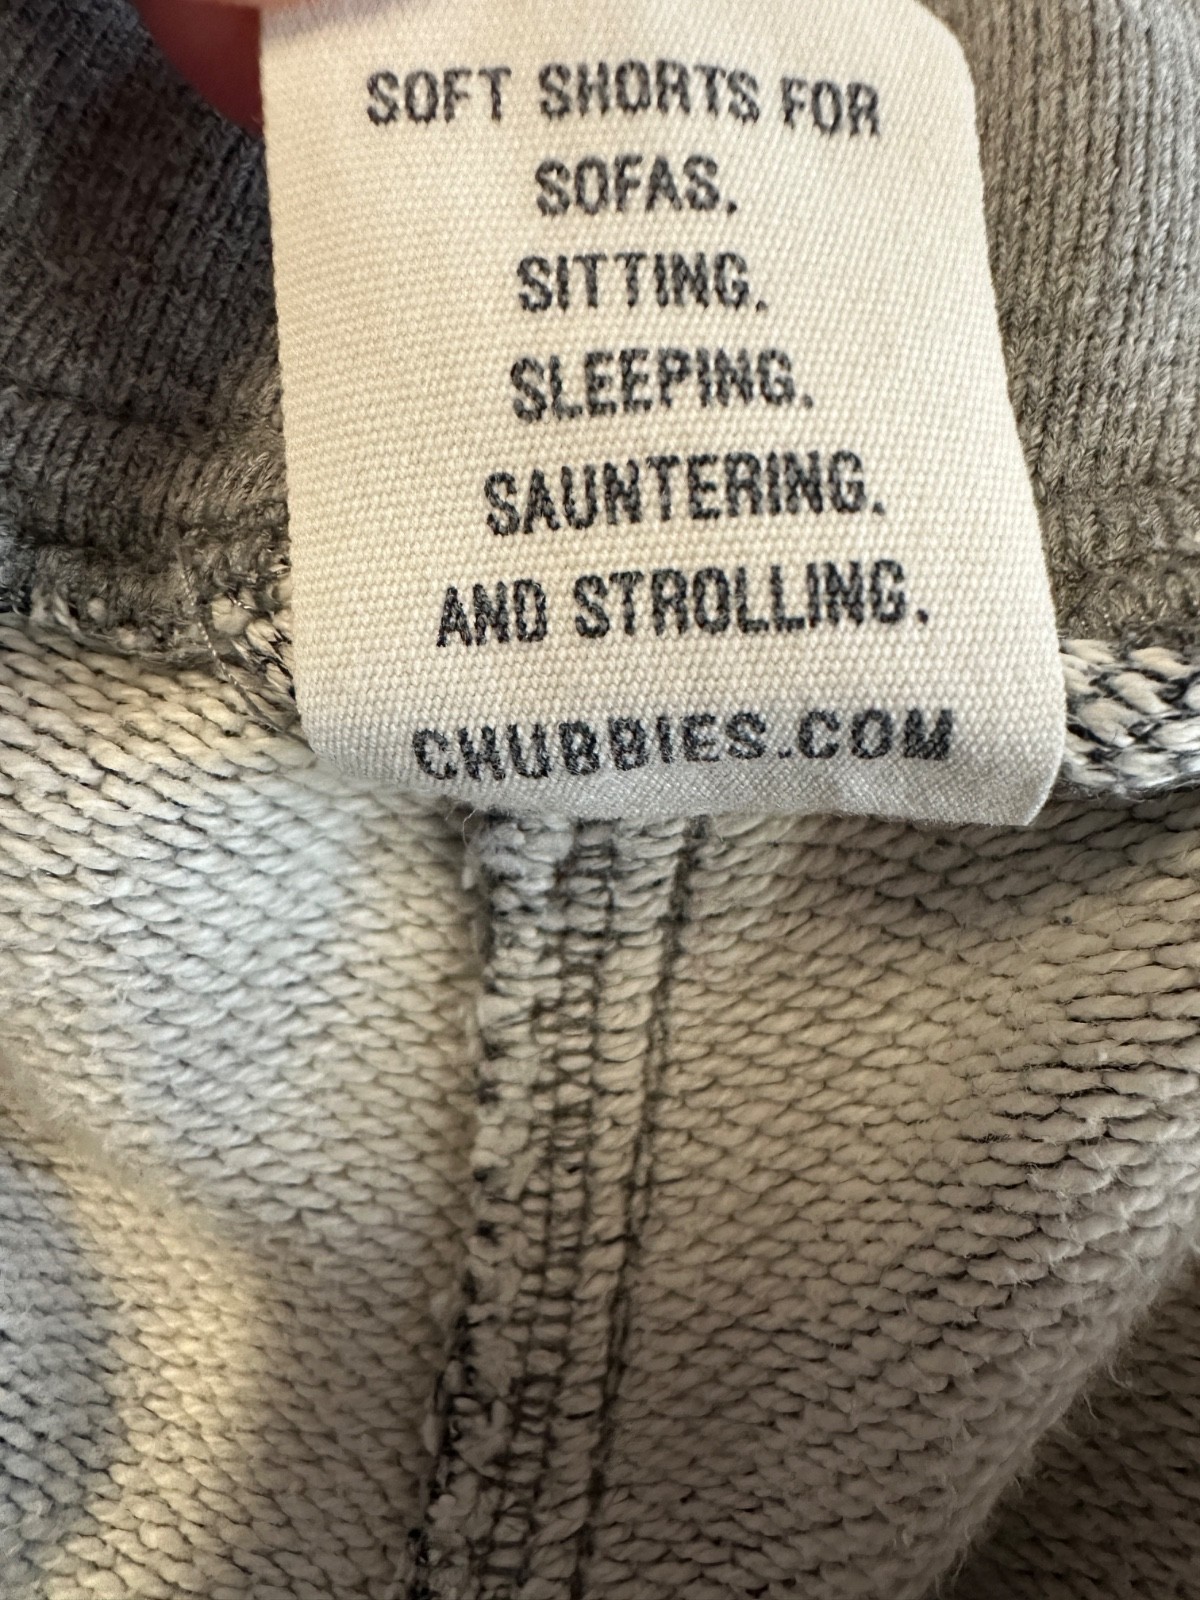 SOFT SHORTS FOR
SOFAS.
SITTING.
SLEEPING.
SAUNTERING.
AND STROLLING.
CHUBBIES.COM